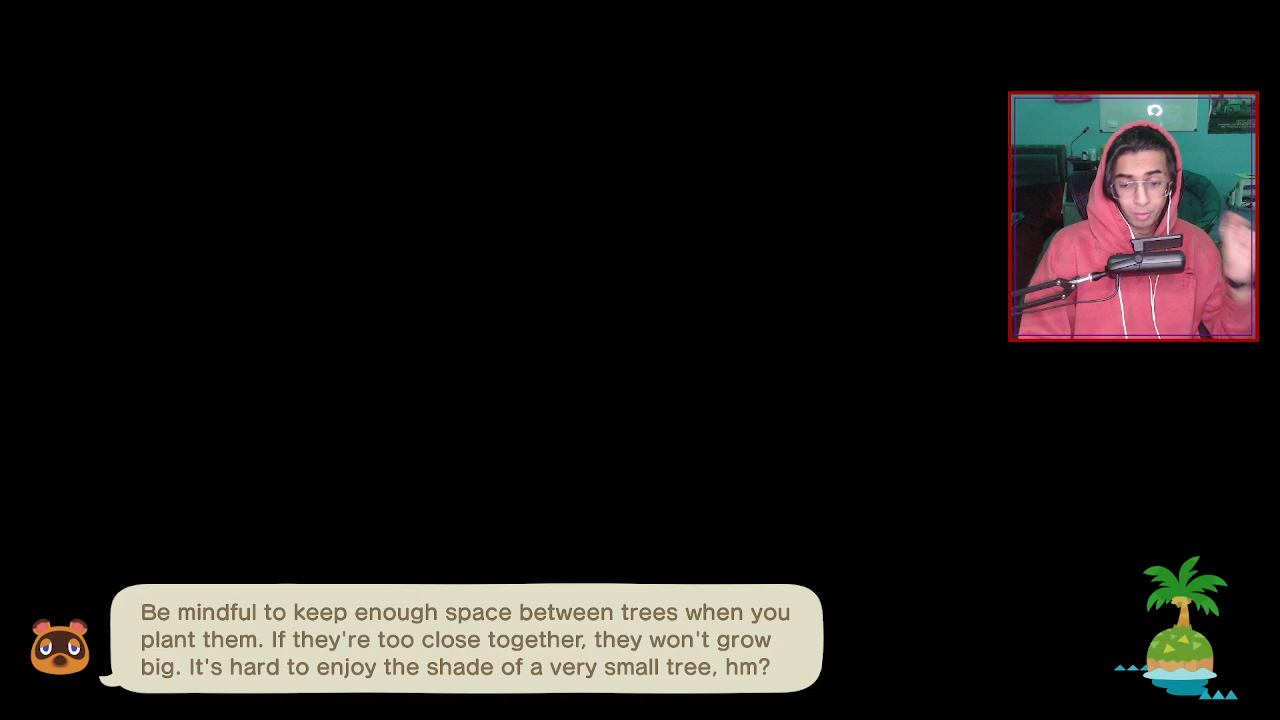 Be mindful to keep enough space between trees when you
plant them. If they're too close together, they won't grow
big. It's hard to enjoy the shade of a very small tree, hm?